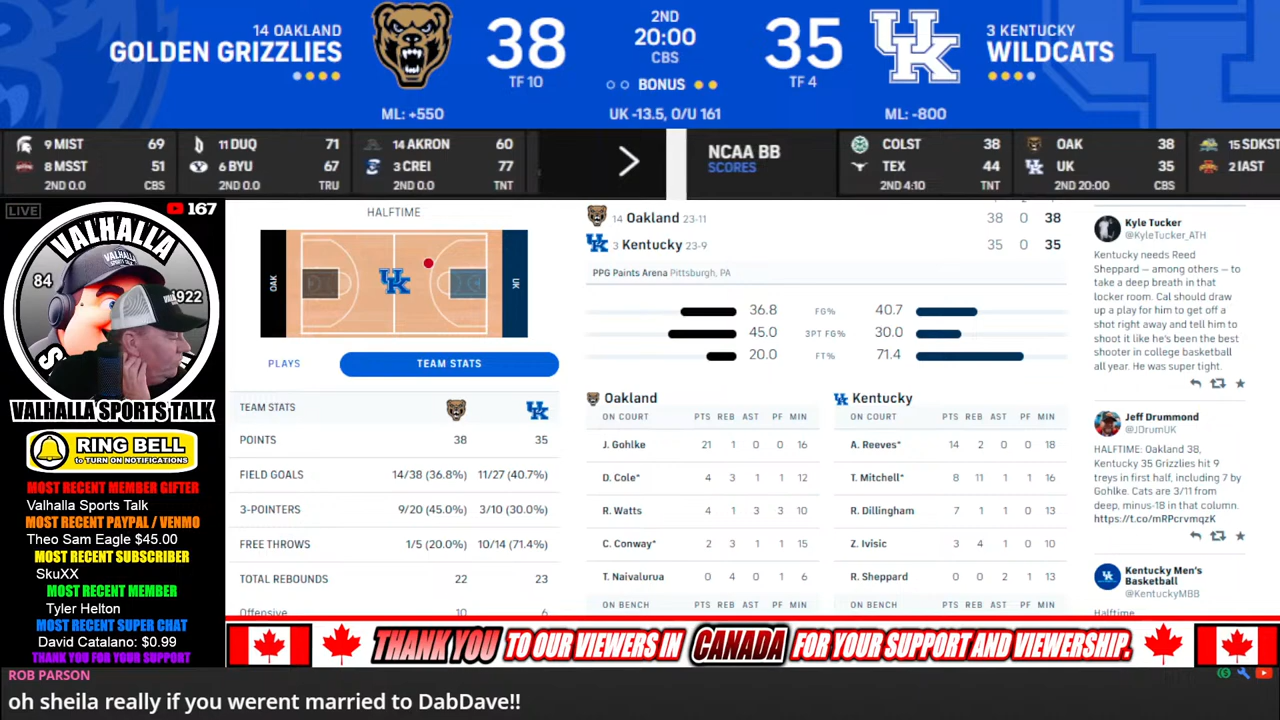 14 OAKLAND
GOLDEN GRIZZLIES
38
TF 10
ML: +550
2ND
20:00
CBS
BONUS
UK -13.5, O/U 161
35
TF 4
ML: -800
UK
3 KENTUCKY
WILDCATS
9 MIST 69
8 MSST 51
2ND 0.0 CBS
11 DUQ 71
6 BYU 67
2ND 0.0 TRU
14 AKRON 60
3 CREI 77
2ND 0.0 TNT
NCAA BB
SCORES
COLST 38
TEX 44
2ND 4:10 TNT
OAK 38
UK 35
2ND 20:00 CBS
15 SDKST
2 IAST
LIVE
167
VALHALLA
84
922
VALHALLA SPORTS TALK
RING BELL
to TURN ON NOTIFICATIONS
MOST RECENT MEMBER GIFTER
Valhalla Sports Talk
MOST RECENT PAYPAL / VENMO
Theo Sam Eagle $45.00
MOST RECENT SUBSCRIBER
SkuXX
MOST RECENT MEMBER
Tyler Helton
MOST RECENT SUPER CHAT
David Catalano: $0.99
THANK YOU FOR YOUR SUPPORT
HALFTIME
OAK
UK
UK
PLAYS
TEAM STATS
TEAM STATS
POINTS 38 35
FIELD GOALS 14/38 (36.8%) 11/27 (40.7%)
3-POINTERS 9/20 (45.0%) 3/10 (30.0%)
FREE THROWS 1/5 (20.0%) 10/14 (71.4%)
TOTAL REBOUNDS 22 23
Offensive 10 6
14 Oakland 23-11 38 0 38
3 Kentucky 23-9 35 0 35
PPG Paints Arena Pittsburgh, PA
36.8 FG% 40.7
45.0 3PT FG% 30.0
20.0 FT% 71.4
Oakland
ON COURT PTS REB AST PF MIN
J. Gohlke 21 1 0 0 16
D. Cole* 4 3 1 1 12
R. Watts 4 1 3 3 10
C. Conway* 2 3 1 1 15
T. Naivalurua 0 4 0 1 6
ON BENCH PTS REB AST PF MIN
Kentucky
ON COURT PTS REB AST PF MIN
A. Reeves* 14 2 0 0 18
T. Mitchell* 8 11 1 1 16
R. Dillingham 7 1 1 0 13
Z. Ivisic 3 4 1 0 10
R. Sheppard 0 0 2 1 13
ON BENCH PTS REB AST PF MIN
Kyle Tucker
@KyleTucker_ATH
Kentucky needs Reed
Sheppard — among others — to
take a deep breath in that
locker room. Cal should draw
up a play for him to get off a
shot right away and tell him to
shoot it like he's been the best
shooter in college basketball
all year. He was super tight.
Jeff Drummond
@JDrumUK
HALFTIME: Oakland 38,
Kentucky 35 Grizzlies hit 9
treys in first half, including 7 by
Gohlke. Cats are 3/11 from
deep, minus-18 in that column.
https://t.co/mRPcrvmqzK
Kentucky Men's
Basketball
@KentuckyMBB
Halftime
THANK YOU TO OUR VIEWERS IN CANADA FOR YOUR SUPPORT AND VIEWERSHIP.
ROB PARSON
oh sheila really if you werent married to DabDave!!